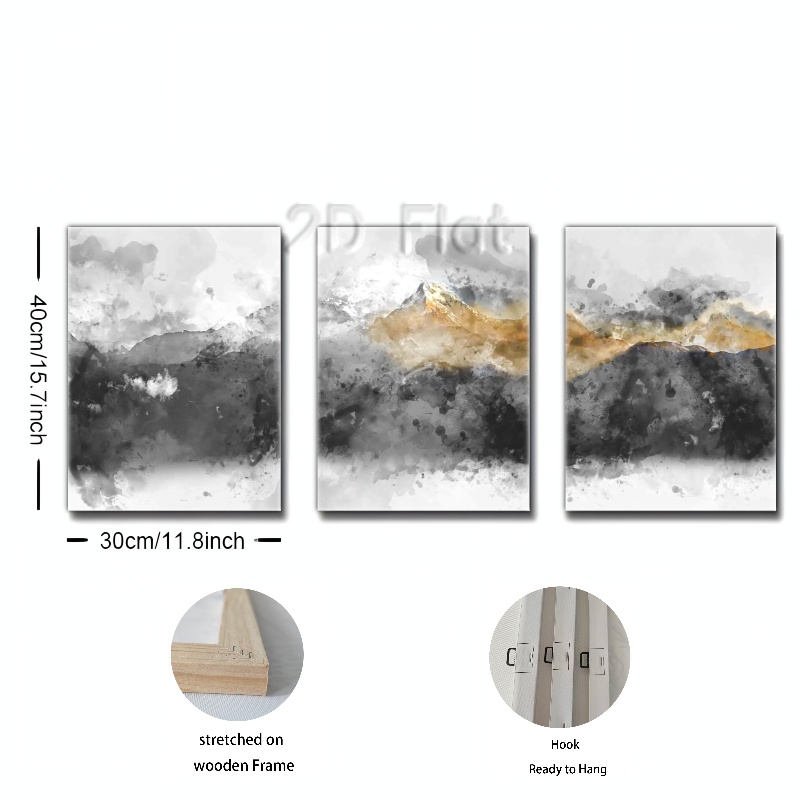 2D Flat
40cm/15.7inch
30cm/11.8inch
stretched on
wooden Frame
Hook
Ready to Hang